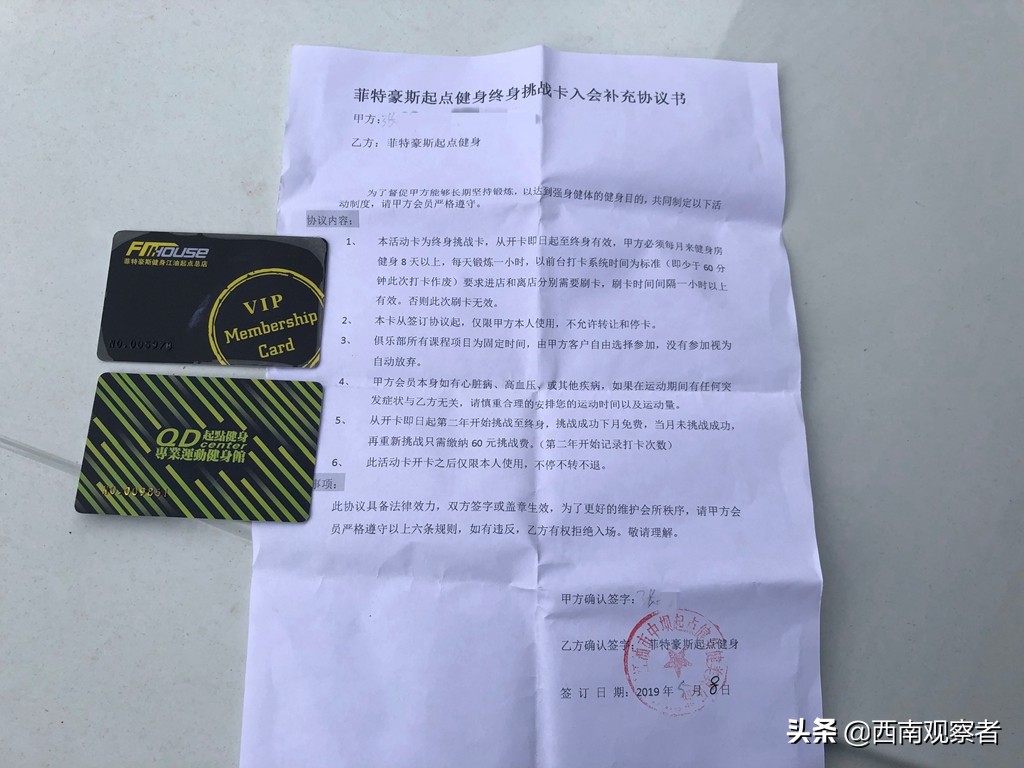 菲特豪斯起点健身终身挑战卡入会补充协议书
甲方:
乙方：菲特豪斯起点健身
为了督促甲方能够长期坚持锻炼，以达到强身健体的健身目的，共同制定以下活
动制度，请甲方会员严格遵守。
协议内容:
1、 本活动卡为终身挑战卡，从开卡即日起至终身有效，甲方必须每月来健身房
健身8天以上，每天锻炼一小时，以前台打卡系统时间为标准（即少于60分
钟此次打卡作废）要求进店和离店分别需要刷卡，刷卡时间间隔一小时以上
有效。否则此次刷卡无效。
2、 本卡从签订协议起，仅限甲方本人使用，不允许转让和停卡。
3、 俱乐部所有课程项目为固定时间，由甲方客户自由选择参加，没有参加视为
自动放弃。
4、 甲方会员本身如有心脏病、高血压、或其他疾病，如果在运动期间有任何突
发症状与乙方无关，请慎重合理的安排您的运动时间以及运动量。
5、 从开卡即日起第二年开始挑战至终身，挑战成功下月免费，当月未挑战成功，
再重新挑战只需缴纳60元挑战费。（第二年开始记录打卡次数）
6、 此活动卡开卡之后仅限本人使用，不停不转不退。
事项:
此协议具备法律效力，双方签字或盖章生效，为了更好的维护会所秩序，请甲方会
员严格遵守以上六条规则，如有违反，乙方有权拒绝入场。敬请理解。
甲方确认签字:
乙方确认签字： 菲特豪斯起点健身
签 订 日 期: 2019年5月8日
FITHOUSE
菲特豪斯健身江油起点总店
VIP
Membership
Card
QD 起點健身
center
專業運動健身館
头条 @西南观察者